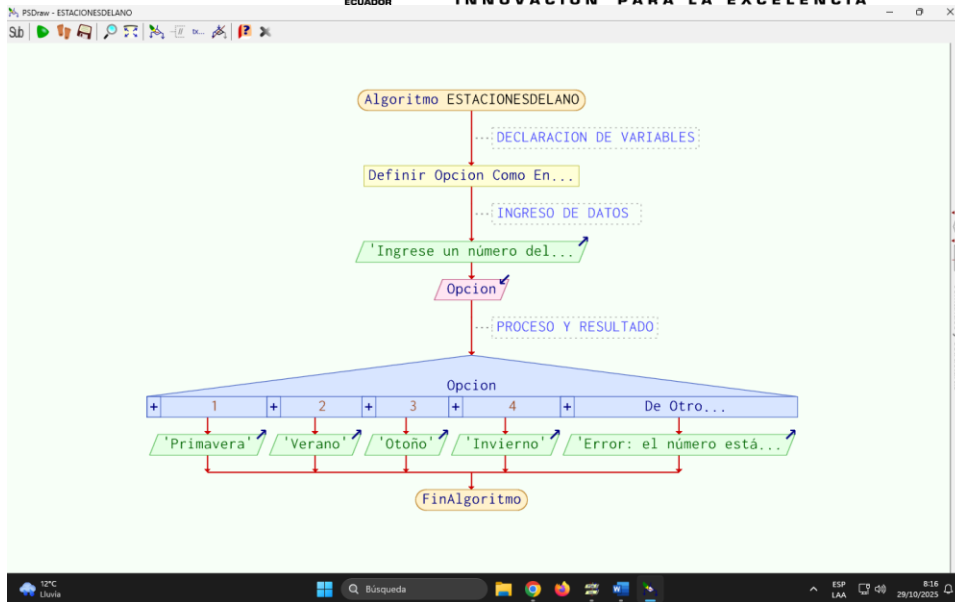 ECUADOR
INNOVACIÓN PARA LA EXCELENCIA
PSDraw - ESTACIONESDELANO
Sub
tx...
Algoritmo ESTACIONESDELANO
DECLARACION DE VARIABLES
Definir Opcion Como En...
INGRESO DE DATOS
'Ingrese un número del...
Opcion
PROCESO Y RESULTADO
Opcion
+ 1 + 2 + 3 + 4 + De Otro...
'Primavera' 'Verano' 'Otoño' 'Invierno' 'Error: el número está...
FinAlgoritmo
12°C
Lluvia
Búsqueda
ESP
LAA
8:16
29/10/2025